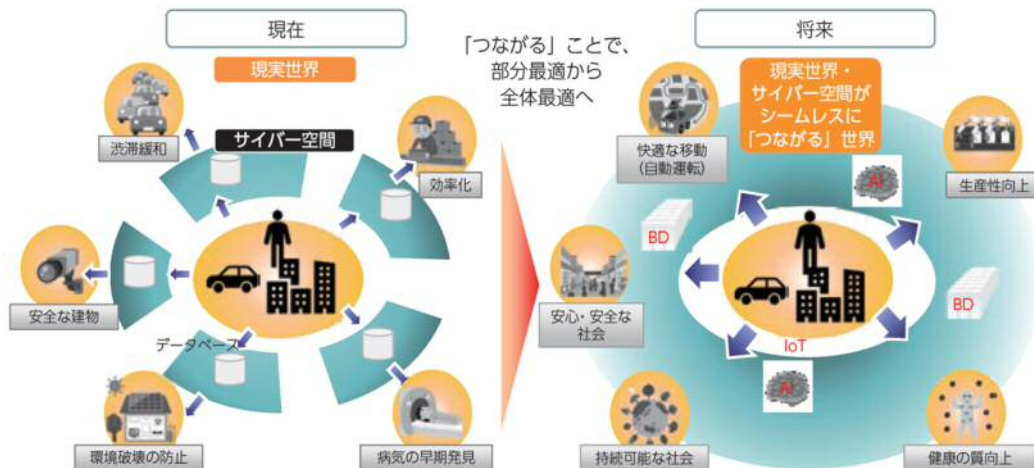 現在
現実世界
サイバー空間
渋滞緩和
効率化
安全な建物
データベース
環境破壊の防止
病気の早期発見
「つながる」ことで、
部分最適から
全体最適へ
将来
現実世界・
サイバー空間が
シームレスに
「つながる」世界
快適な移動
(自動運転)
AI
生産性向上
BD
BD
安心・安全な
社会
IoT
AI
持続可能な社会
健康の質向上